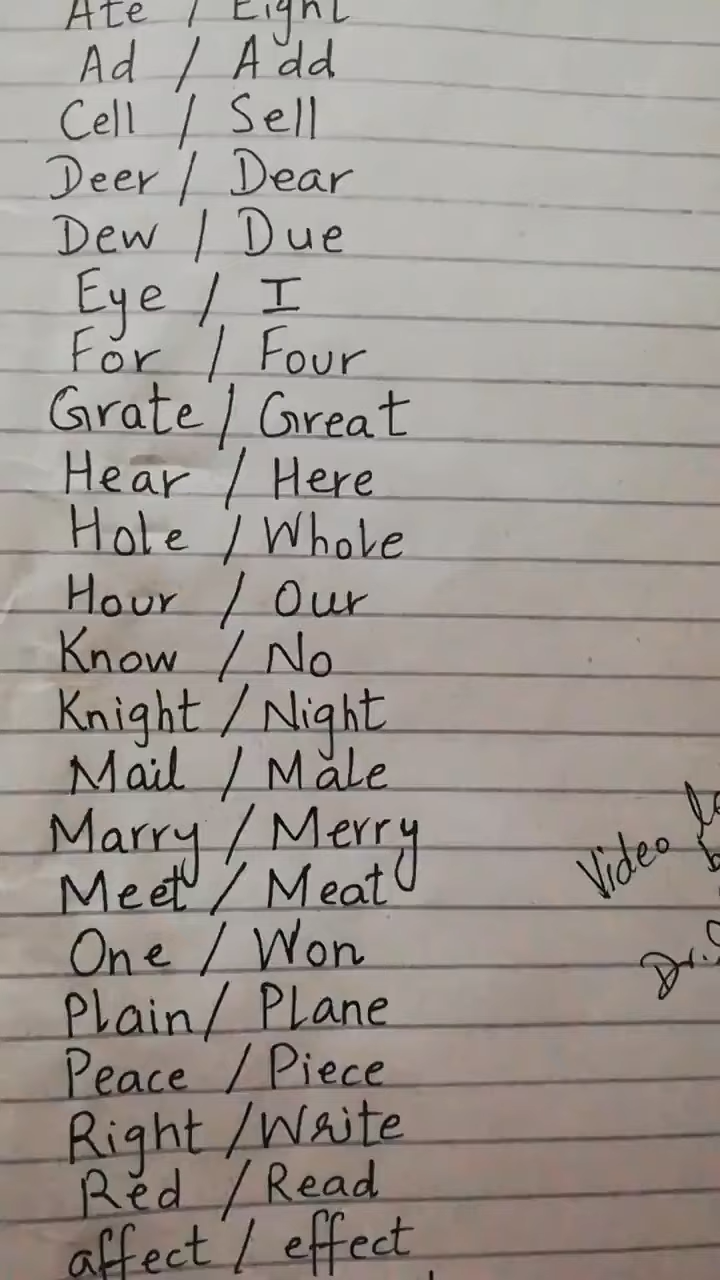 Ate / Eight
Ad / Add
Cell / Sell
Deer / Dear
Dew / Due
Eye / I
For / Four
Grate / Great
Hear / Here
Hole / Whole
Hour / Our
Know / No
Knight / Night
Mail / Male
Marry / Merry
Meet / Meat
One / Won
Plain / Plane
Peace / Piece
Right / Write
Red / Read
affect / effect
Video
Dr.